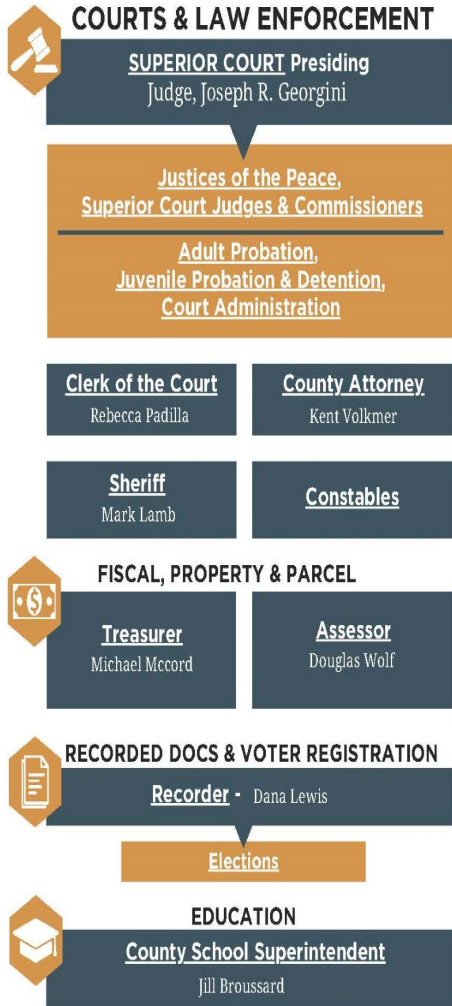 COURTS & LAW ENFORCEMENT
SUPERIOR COURT Presiding
Judge, Joseph R. Georgini
Justices of the Peace,
Superior Court Judges & Commissioners
Adult Probation,
Juvenile Probation & Detention,
Court Administration
Clerk of the Court
Rebecca Padilla
County Attorney
Kent Volkmer
Sheriff
Mark Lamb
Constables
FISCAL, PROPERTY & PARCEL
$
Treasurer
Michael Mccord
Assessor
Douglas Wolf
RECORDED DOCS & VOTER REGISTRATION
Recorder - Dana Lewis
Elections
EDUCATION
County School Superintendent
Jill Broussard